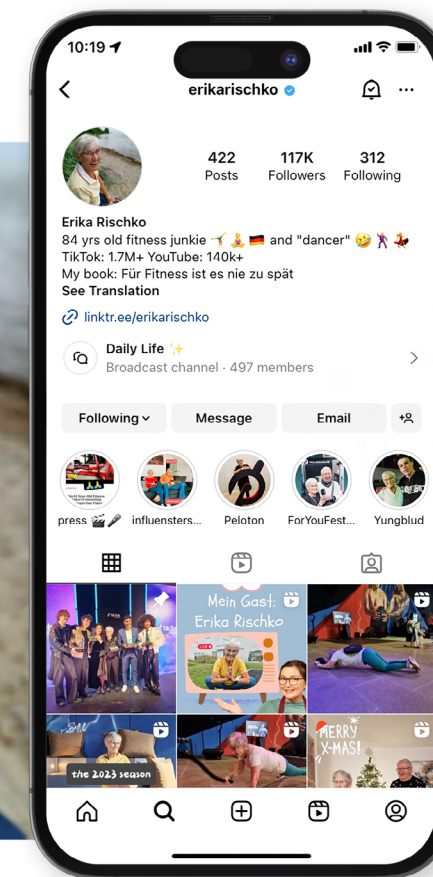 10:19
erikarischko
422
117K
312
Posts
Followers
Following
Erika Rischko
84 yrs old fitness junkie 🤸‍♀️ 🧘‍♀️ 🇩🇪 and "dancer" 🤣 🕺 💃
TikTok: 1.7M+ YouTube: 140k+
My book: Für Fitness ist es nie zu spät
See Translation
linktr.ee/erikarischko
Daily Life ✨
Broadcast channel · 497 members
Following
Message
Email
press 🎬🎤
influensters...
Peloton
ForYouFest...
Yungblud
Mein Gast:
Erika Rischko
LIVE
the 2023 season
MERRY
X-MAS!